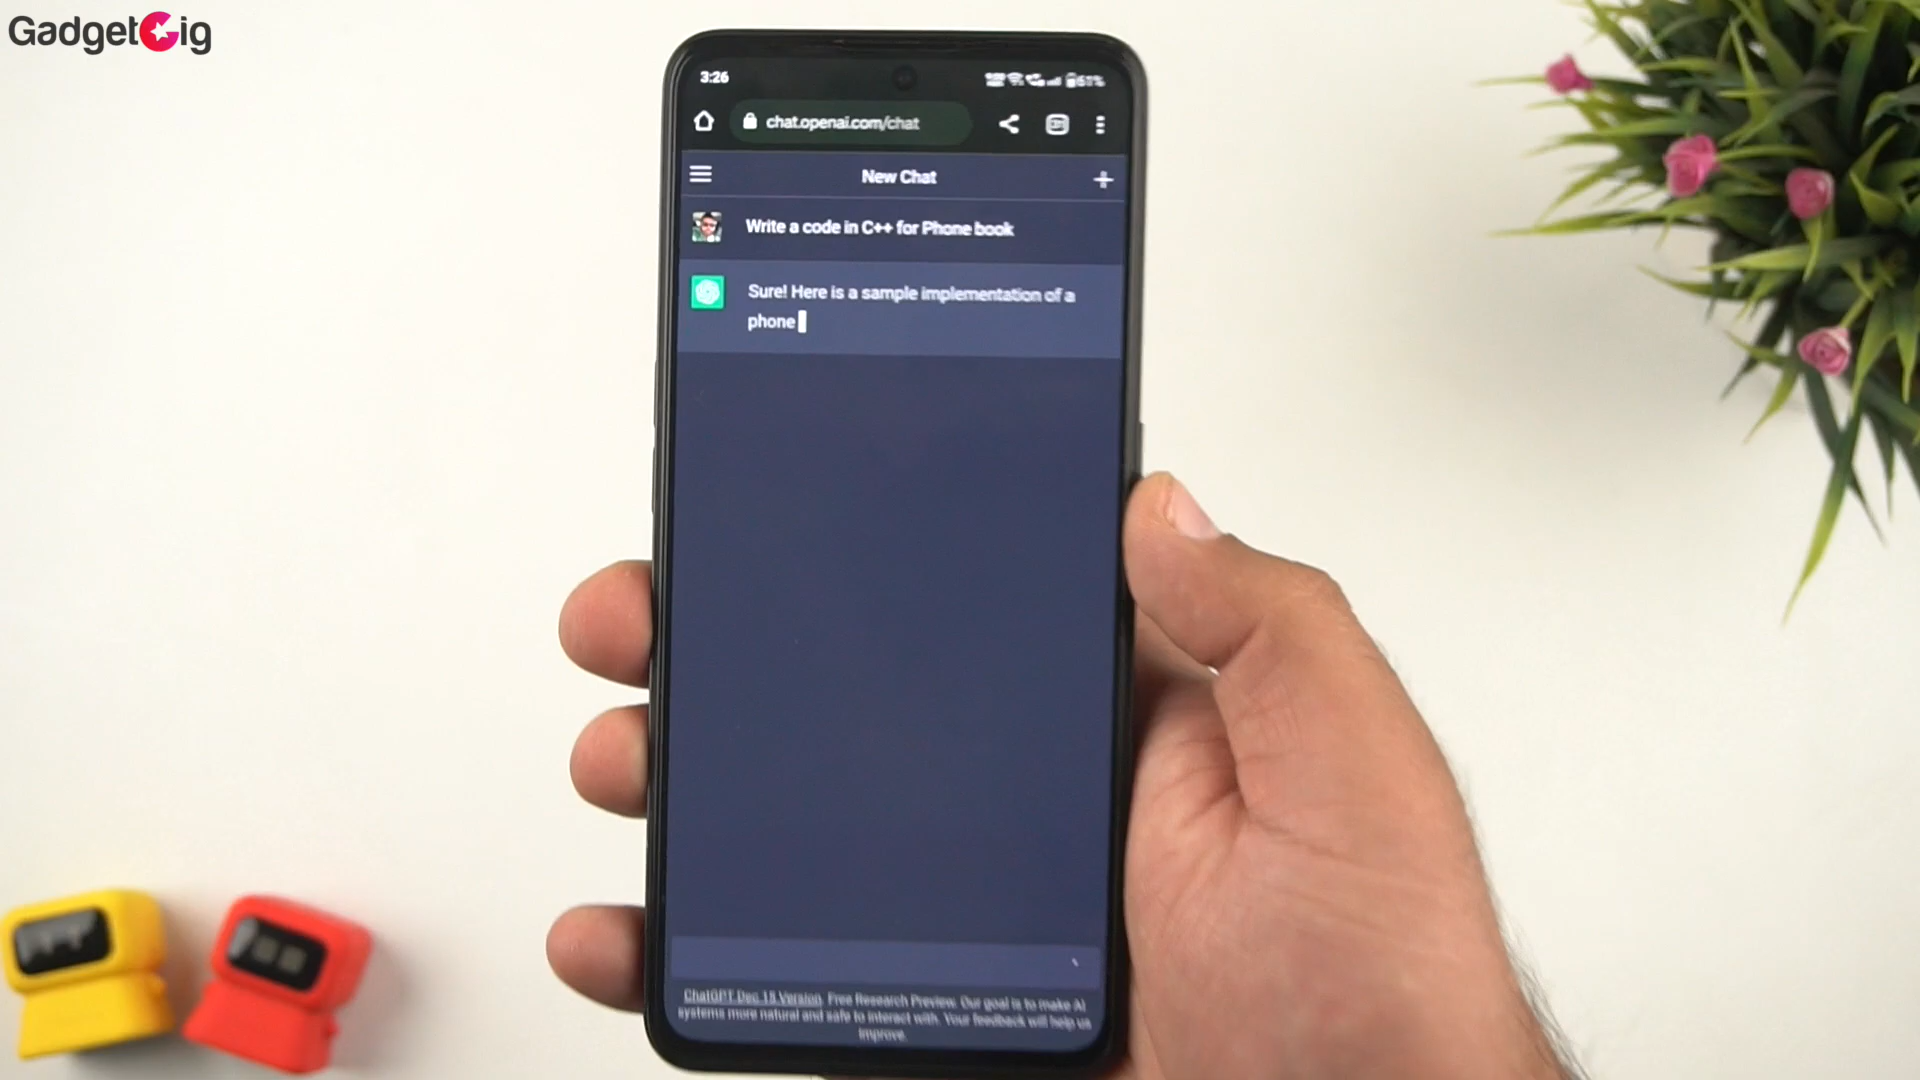 GadgetGig
3:26
61%
chat.openai.com/chat
New Chat
Write a code in C++ for Phone book
Sure! Here is a sample implementation of a
phone
ChatGPT Dec 15 Version. Free Research Preview. Our goal is to make AI
systems more natural and safe to interact with. Your feedback will help us
improve.